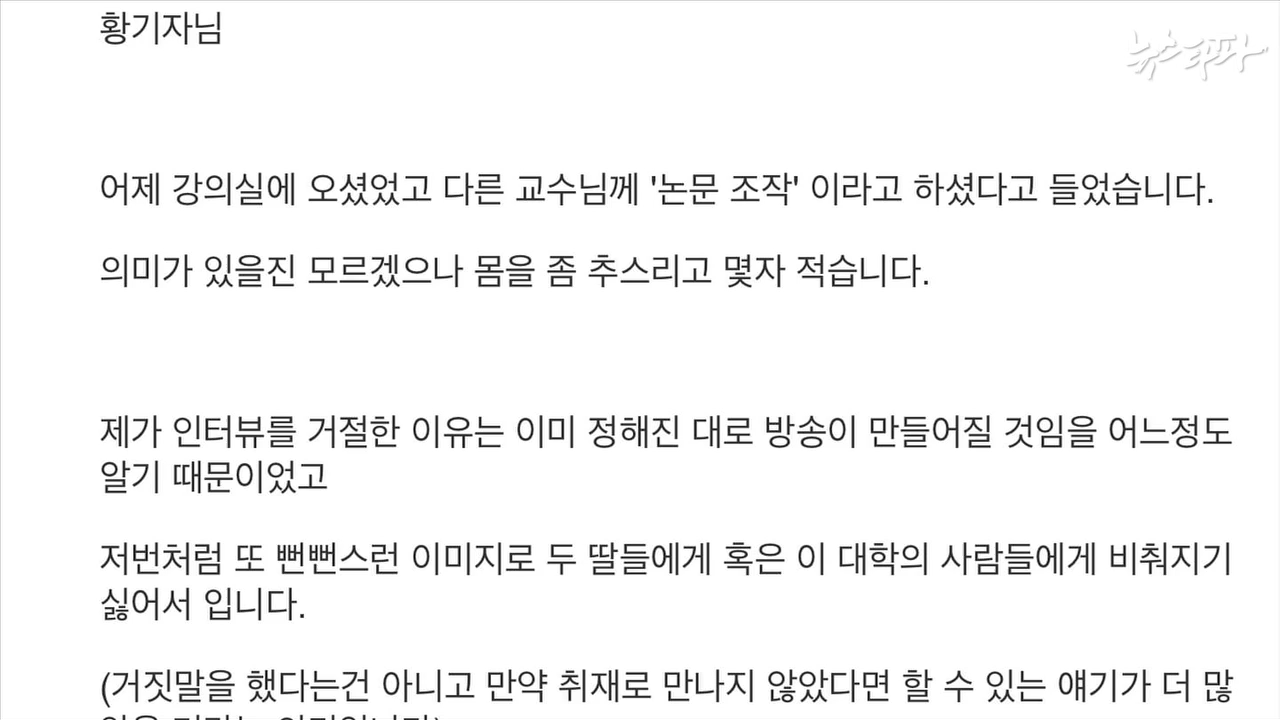 황기자님
뉴스타파
어제 강의실에 오셨었고 다른 교수님께 '논문 조작' 이라고 하셨다고 들었습니다.
의미가 있을진 모르겠으나 몸을 좀 추스리고 몇자 적습니다.
제가 인터뷰를 거절한 이유는 이미 정해진 대로 방송이 만들어질 것임을 어느정도
알기 때문이었고
저번처럼 또 뻔뻔스런 이미지로 두 딸들에게 혹은 이 대학의 사람들에게 비춰지기
싫어서 입니다.
(거짓말을 했다는건 아니고 만약 취재로 만나지 않았다면 할 수 있는 얘기가 더 많